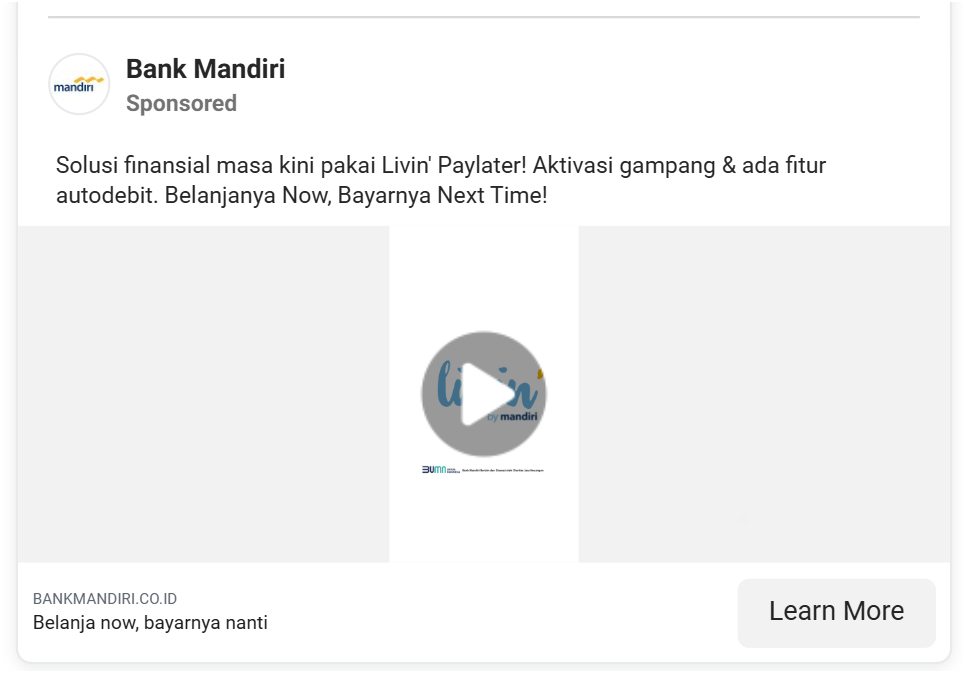 mandiri
Bank Mandiri
Sponsored
Solusi finansial masa kini pakai Livin' Paylater! Aktivasi gampang & ada fitur
autodebit. Belanjanya Now, Bayarnya Next Time!
livin'
by mandiri
BUMN
BANKMANDIRI.CO.ID
Belanja now, bayarnya nanti
Learn More